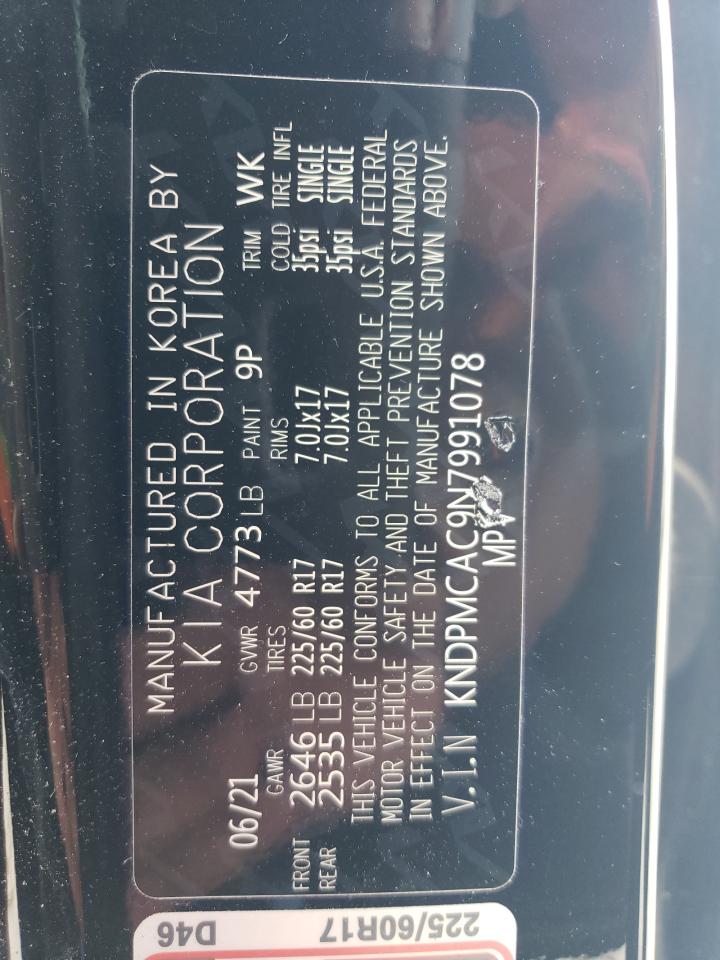 MANUFACTURED IN KOREA BY
KIA CORPORATION
06/21 GVWR 4773 LB PAINT 9P TRIM WK
GAWR TIRES RIMS COLD TIRE INFL
FRONT 2646 LB 225/60 R17 7.0Jx17 35psi SINGLE
REAR 2535 LB 225/60 R17 7.0Jx17 35psi SINGLE
THIS VEHICLE CONFORMS TO ALL APPLICABLE U.S.A. FEDERAL
MOTOR VEHICLE SAFETY AND THEFT PREVENTION STANDARDS
IN EFFECT ON THE DATE OF MANUFACTURE SHOWN ABOVE.
V.I.N KNDPMCAC9N7991078
225/60R17 D46